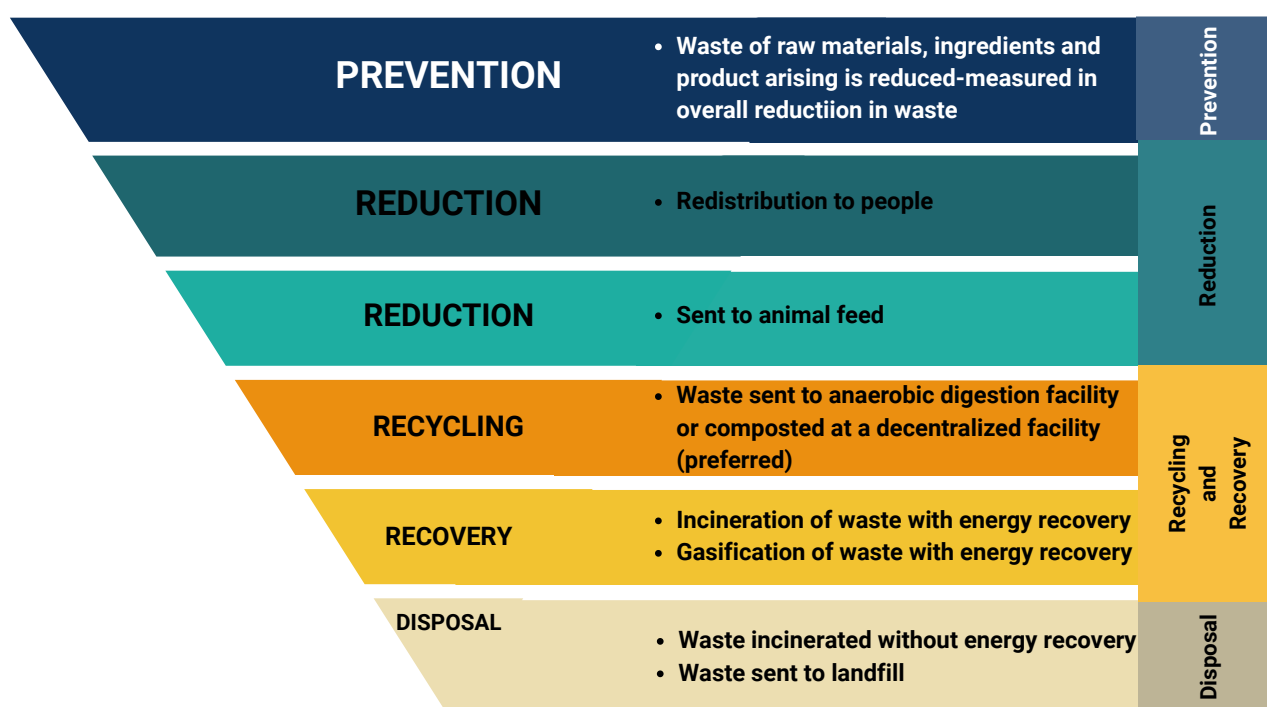 PREVENTION
• Waste of raw materials, ingredients and
product arising is reduced-measured in
overall reductiion in waste
Prevention
REDUCTION
• Redistribution to people
Reduction
REDUCTION
• Sent to animal feed
RECYCLING
• Waste sent to anaerobic digestion facility
or composted at a decentralized facility
(preferred)
Recycling
and
Recovery
RECOVERY
• Incineration of waste with energy recovery
• Gasification of waste with energy recovery
DISPOSAL
• Waste incinerated without energy recovery
• Waste sent to landfill
Disposal